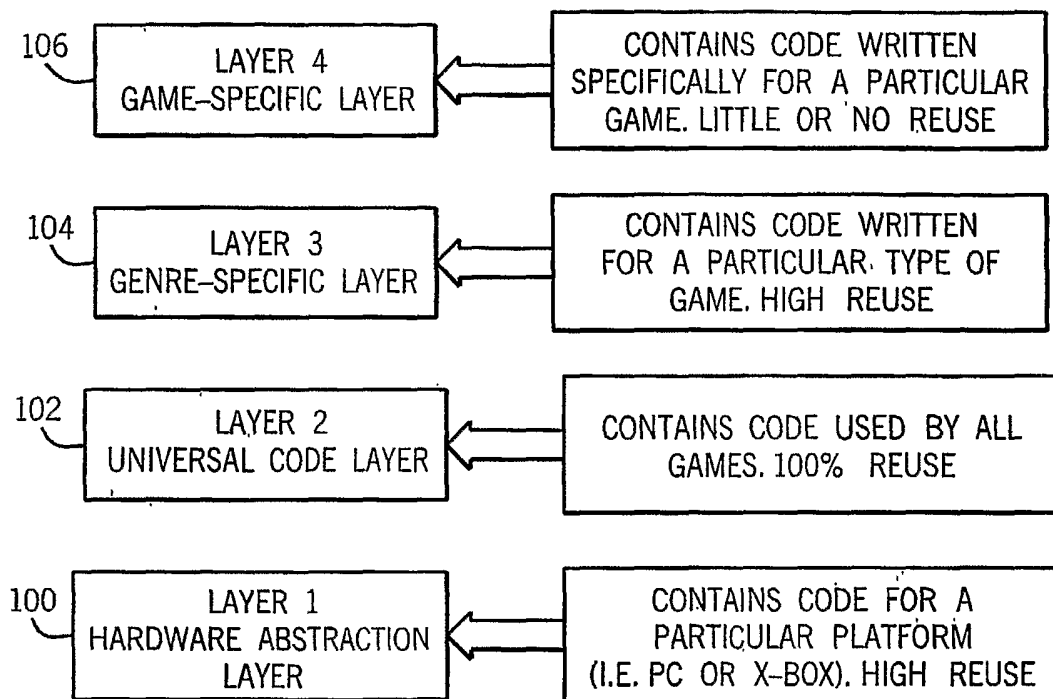 106
LAYER 4
GAME-SPECIFIC LAYER
CONTAINS CODE WRITTEN
SPECIFICALLY FOR A PARTICULAR
GAME. LITTLE OR NO REUSE
104
LAYER 3
GENRE-SPECIFIC LAYER
CONTAINS CODE WRITTEN
FOR A PARTICULAR TYPE OF
GAME. HIGH REUSE
102
LAYER 2
UNIVERSAL CODE LAYER
CONTAINS CODE USED BY ALL
GAMES. 100% REUSE
100
LAYER 1
HARDWARE ABSTRACTION
LAYER
CONTAINS CODE FOR A
PARTICULAR PLATFORM
(I.E. PC OR X-BOX). HIGH REUSE